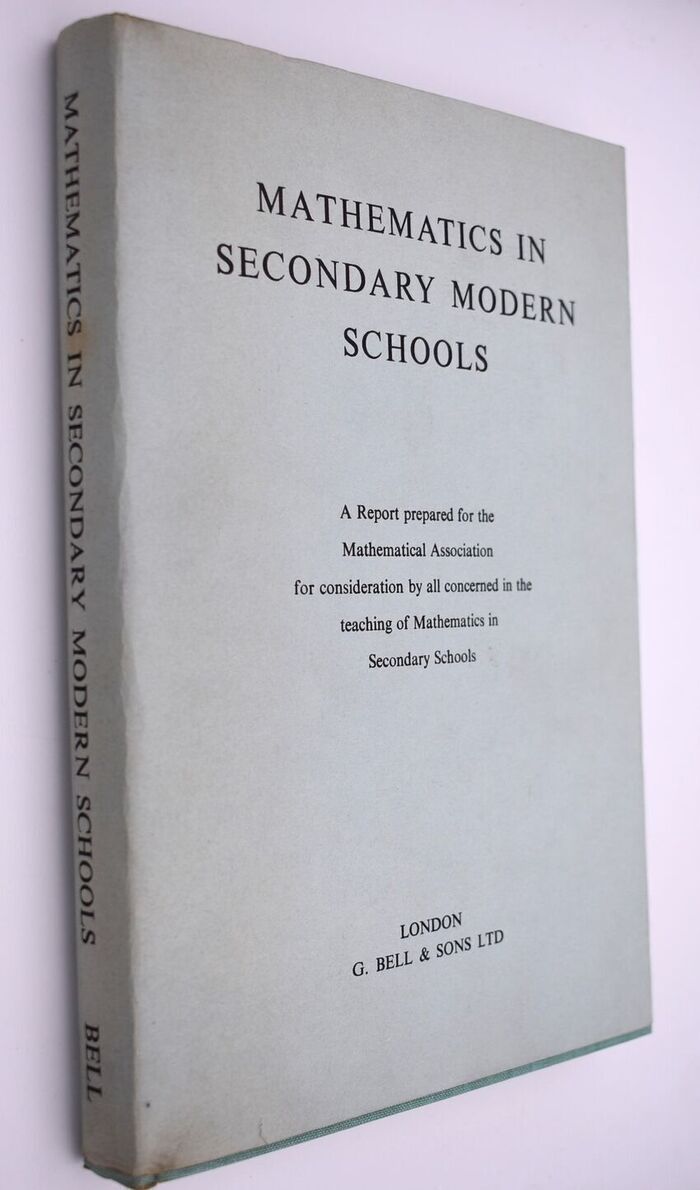 MATHEMATICS IN SECONDARY MODERN SCHOOLS BELL
MATHEMATICS IN
SECONDARY MODERN
SCHOOLS
A Report prepared for the
Mathematical Association
for consideration by all concerned in the
teaching of Mathematics in
Secondary Schools
LONDON
G. BELL & SONS LTD